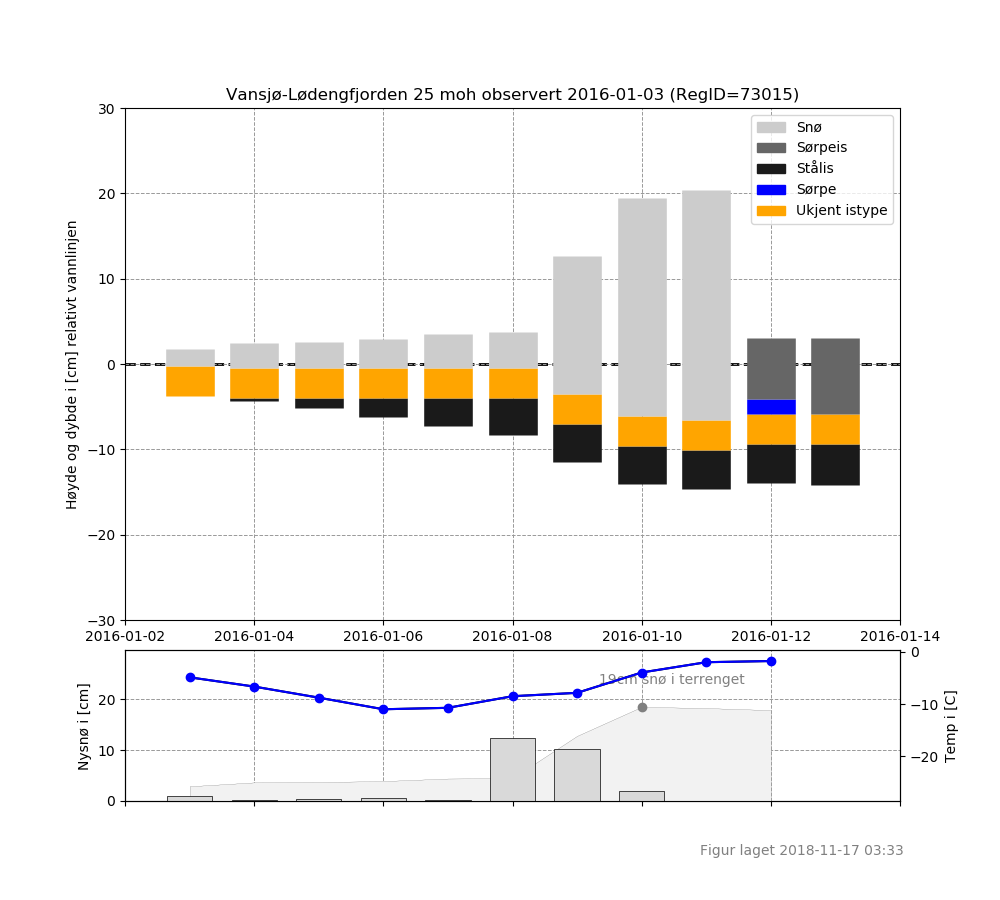 Vansjø-Lødengfjorden 25 moh observert 2016-01-03 (RegID=73015)
Høyde og dybde i [cm] relativt vannlinjen
30
20
10
0
−10
−20
−30
Snø
Sørpeis
Stålis
Sørpe
Ukjent istype
2016-01-02 2016-01-04 2016-01-06 2016-01-08 2016-01-10 2016-01-12 2016-01-14
Nysnø i [cm]
20
10
0
19cm snø i terrenget
0
−10
−20
Temp i [C]
Figur laget 2018-11-17 03:33